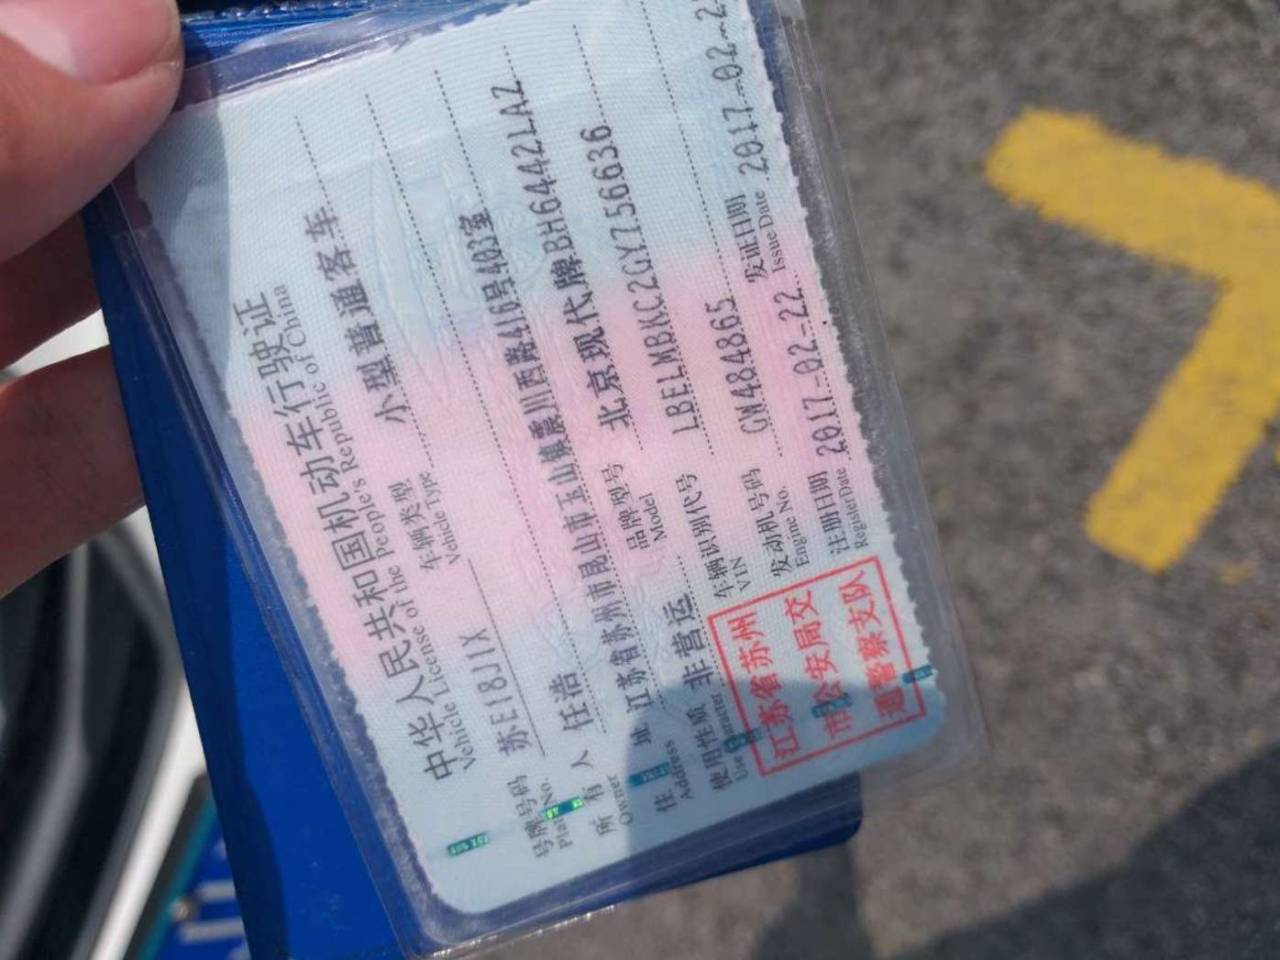 中华人民共和国机动车行驶证
Vehicle License of the People's Republic of China
号牌号码 苏E18J1X 车辆类型 小型普通客车
Plate No. Vehicle Type
所有人 任浩
Owner
住址 江苏省苏州市昆山市玉山镇震川西路416号403室
Address
使用性质 非营运 品牌型号 北京现代牌BH6442LAZ
Use Character Model
车辆识别代号 LBELMBKC2GY756636
VIN
发动机号码 GW484865
Engine No.
注册日期 2017-02-22 发证日期 2017-02-2
Register Date Issue Date
江苏省苏州
市公安局交
通警察支队